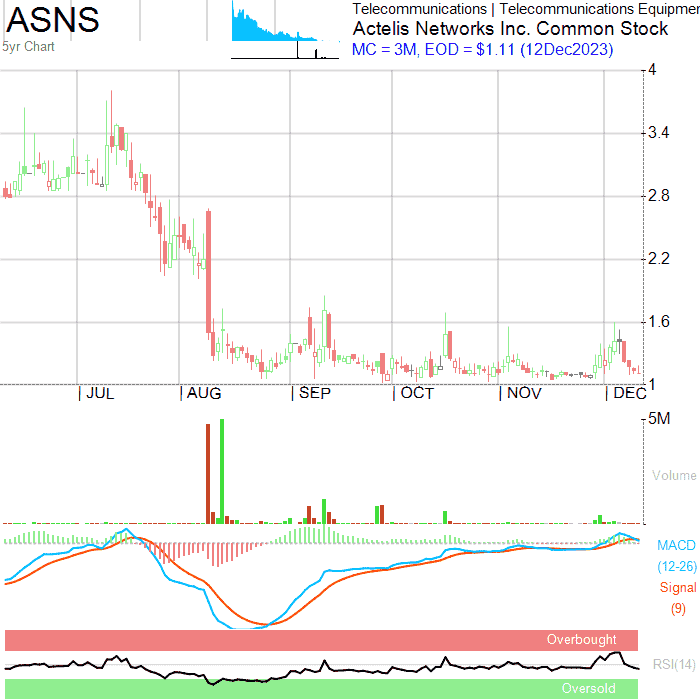 ASNS
5yr Chart
Telecommunications | Telecommunications Equipmen
Actelis Networks Inc. Common Stock
MC = 3M, EOD = $1.11 (12Dec2023)
4
3.4
2.8
2.2
1.6
1
| JUL | AUG | SEP | OCT | NOV | DEC
5M
Volume
MACD
(12-26)
Signal
(9)
Overbought
RSI(14)
Oversold